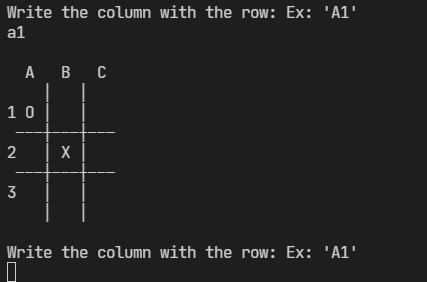 Write the column with the row: Ex: 'A1'
a1
A B C
1 O
2 X
3
Write the column with the row: Ex: 'A1'